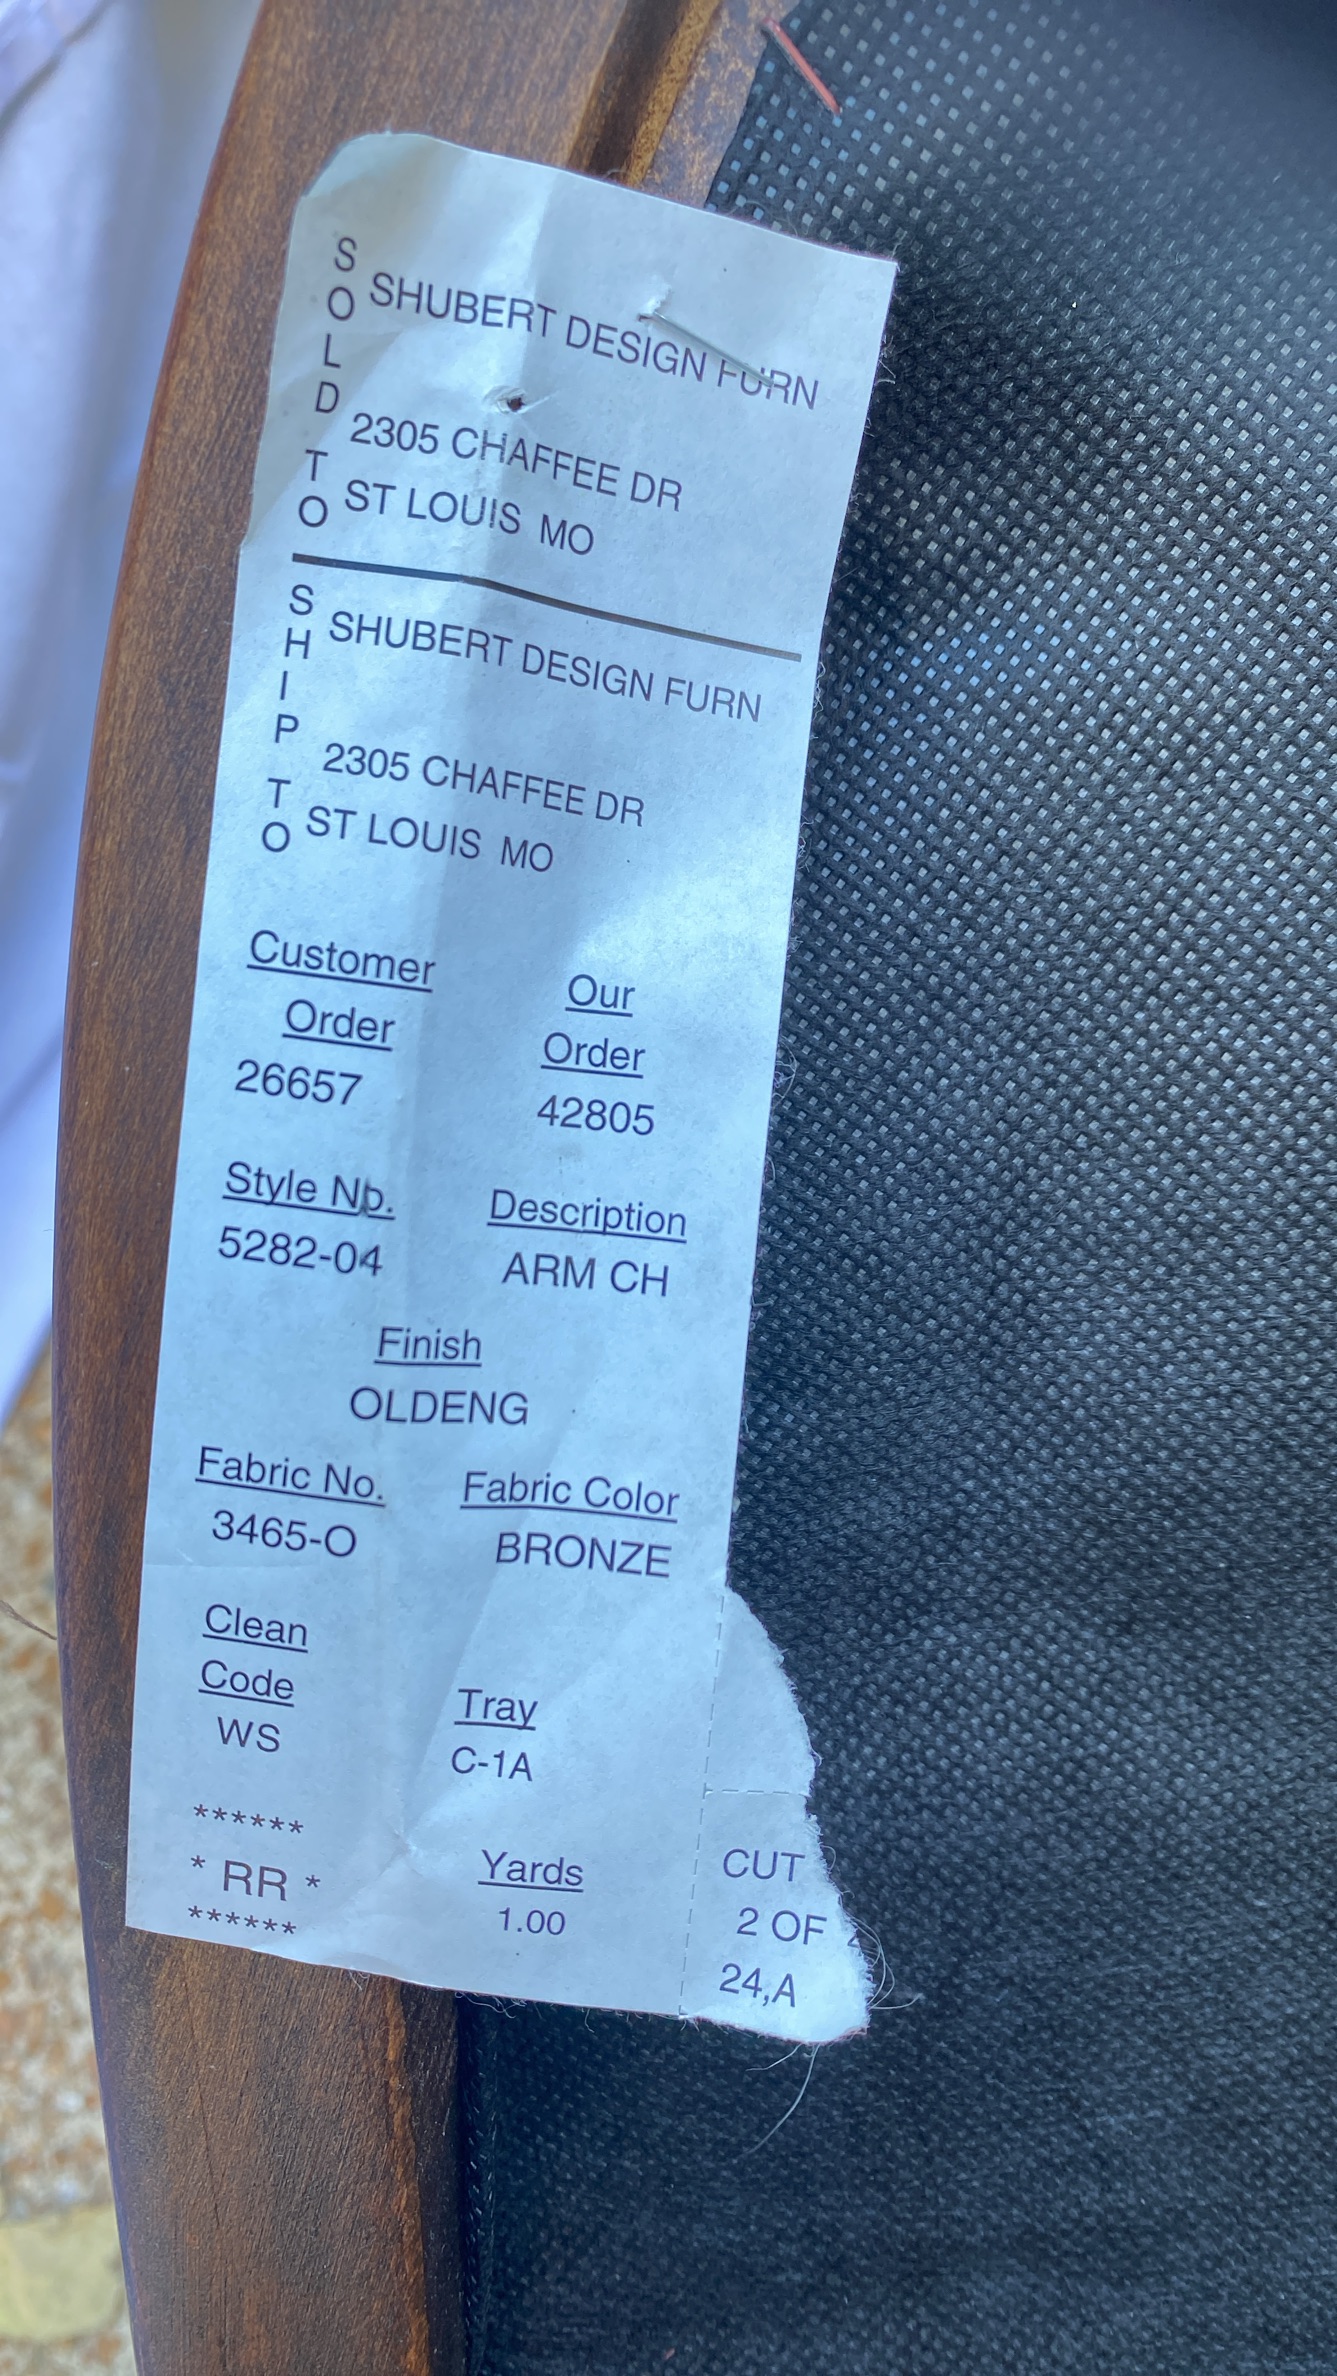 SOLD TO
SHUBERT DESIGN FURN
2305 CHAFFEE DR
ST LOUIS MO
SHIP TO
SHUBERT DESIGN FURN
2305 CHAFFEE DR
ST LOUIS MO
Customer Order
26657
Our Order
42805
Style No.
5282-04
Description
ARM CH
Finish
OLDENG
Fabric No.
3465-O
Fabric Color
BRONZE
Clean Code
WS
Tray
C-1A
******
* RR *
******
Yards
1.00
CUT
2 OF
24,A